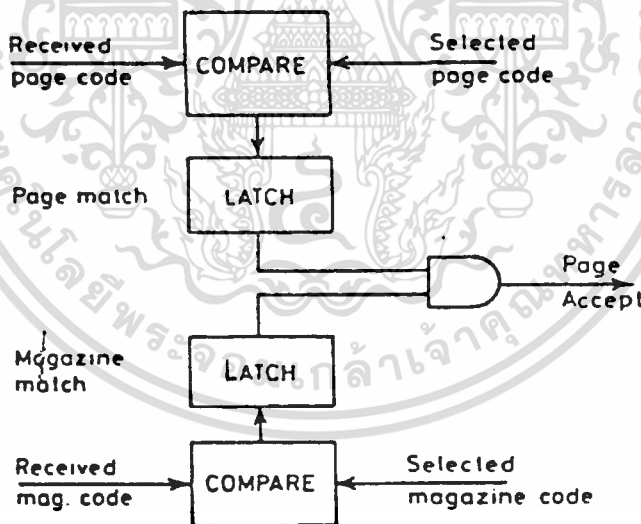 Received
page code
COMPARE
Selected
page code
Page match
LATCH
Page
Accept
Magazine
match
LATCH
Received
mag. code
COMPARE
Selected
magazine code